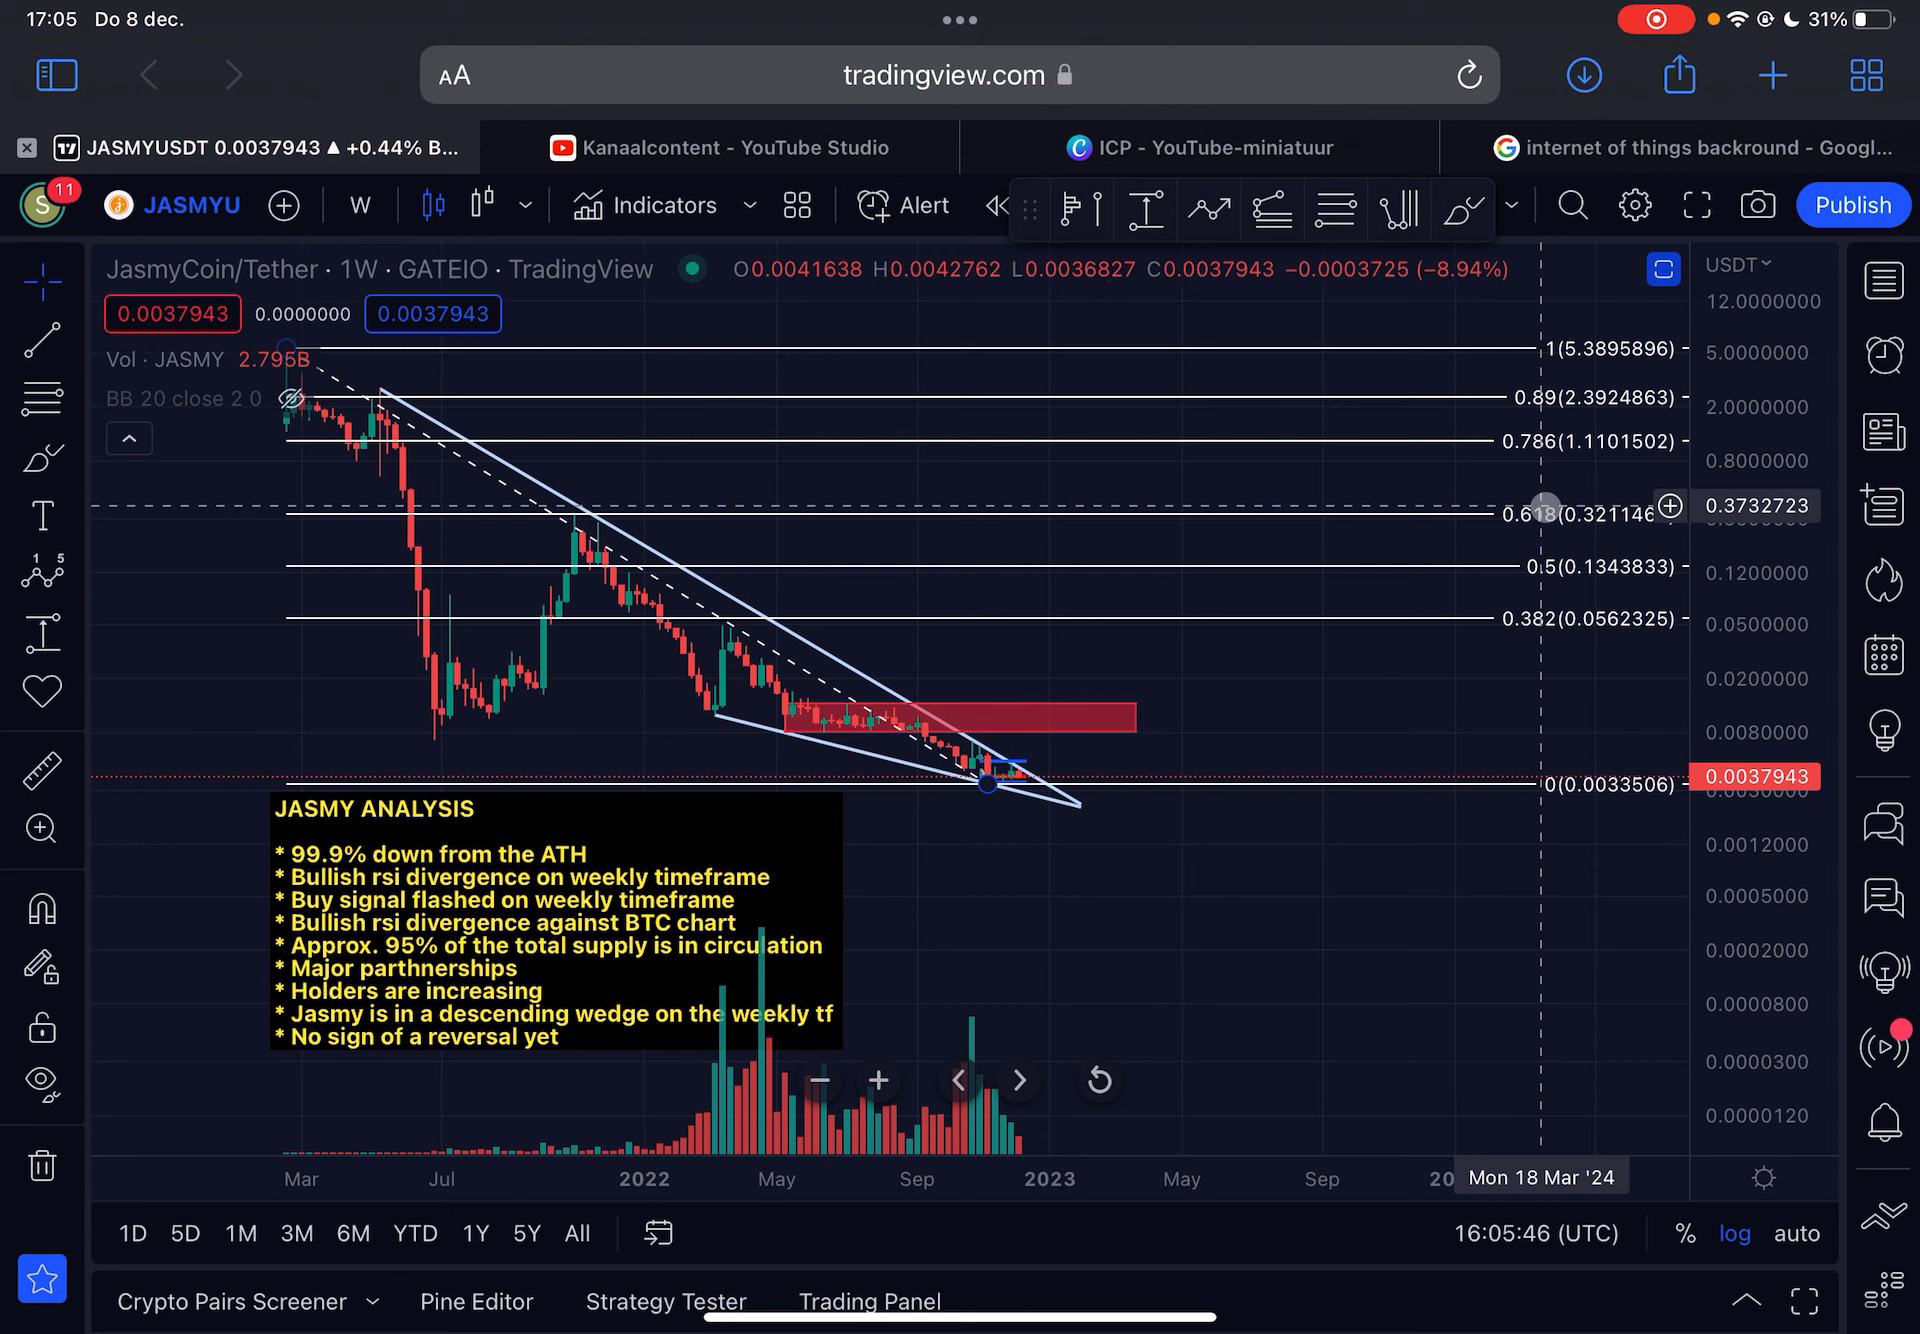 17:05 Do 8 dec.
31%
AA
tradingview.com
JASMYUSDT 0.0037943 ▲ +0.44% B...
Kanaalcontent - YouTube Studio
ICP - YouTube-miniatuur
internet of things backround - Googl...
S
11
JASMYU
W
Indicators
Alert
Publish
JasmyCoin/Tether · 1W · GATEIO · TradingView
O0.0041638 H0.0042762 L0.0036827 C0.0037943 −0.0003725 (−8.94%)
USDT
0.0037943
0.0000000
0.0037943
Vol · JASMY 2.795B
BB 20 close 2 0
12.0000000
1(5.3895896)
5.0000000
0.89(2.3924863)
2.0000000
0.786(1.1101502)
0.8000000
0.3732723
0.618(0.321146
0.5(0.1343833)
0.1200000
0.382(0.0562325)
0.0500000
0.0200000
0.0080000
0.0037943
0(0.0033506)
0.0030000
0.0012000
0.0005000
0.0002000
0.0000800
0.0000300
0.0000120
JASMY ANALYSIS
* 99.9% down from the ATH
* Bullish rsi divergence on weekly timeframe
* Buy signal flashed on weekly timeframe
* Bullish rsi divergence against BTC chart
* Approx. 95% of the total supply is in circulation
* Major parthnerships
* Holders are increasing
* Jasmy is in a descending wedge on the weekly tf
* No sign of a reversal yet
Mar Jul 2022 May Sep 2023 May Sep 20
Mon 18 Mar '24
1D 5D 1M 3M 6M YTD 1Y 5Y All
16:05:46 (UTC) % log auto
Crypto Pairs Screener Pine Editor Strategy Tester Trading Panel